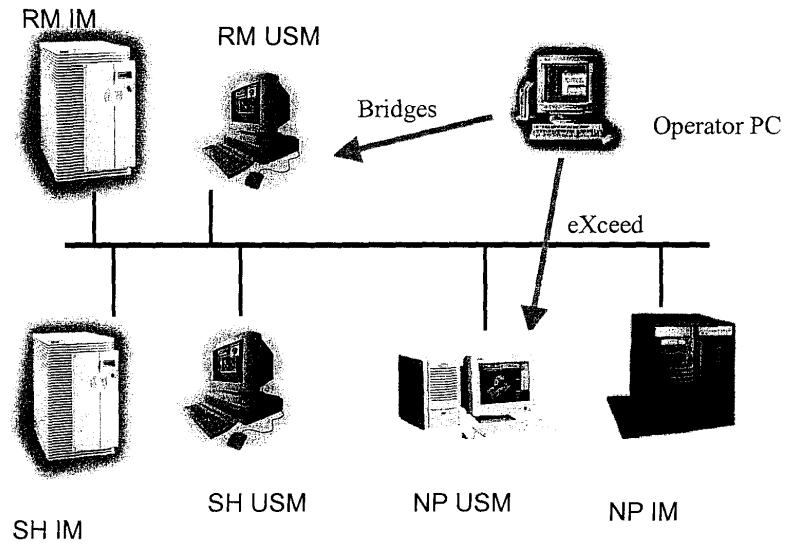 RM IM
RM USM
Bridges
Operator PC
eXceed
SH IM
SH USM
NP USM
NP IM